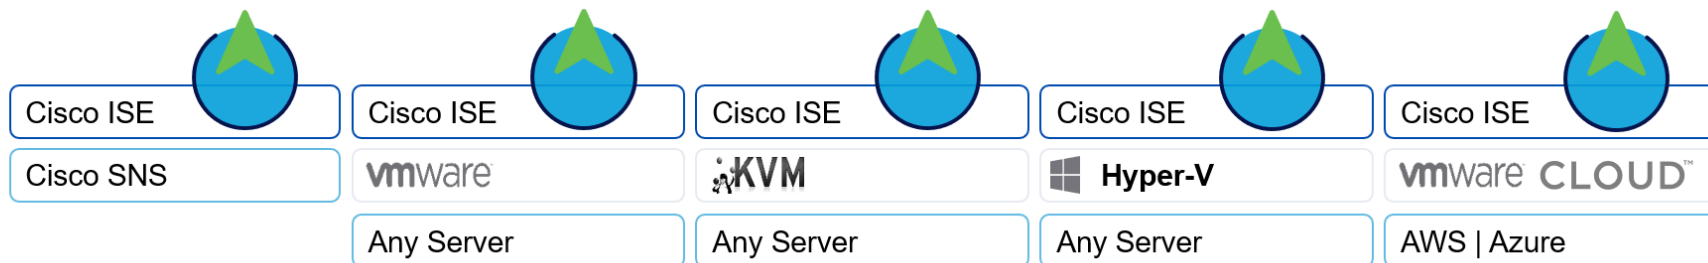 Cisco ISE
Cisco ISE
Cisco ISE
Cisco ISE
Cisco ISE
Cisco SNS
vmware
KVM
Hyper-V
vmware CLOUD™
Any Server
Any Server
Any Server
AWS | Azure